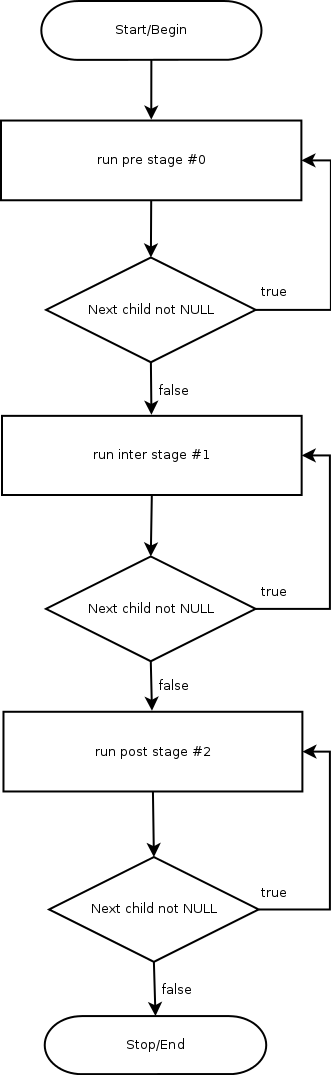 Start/Begin
run pre stage #0
true
Next child not NULL
false
run inter stage #1
true
Next child not NULL
false
run post stage #2
true
Next child not NULL
false
Stop/End